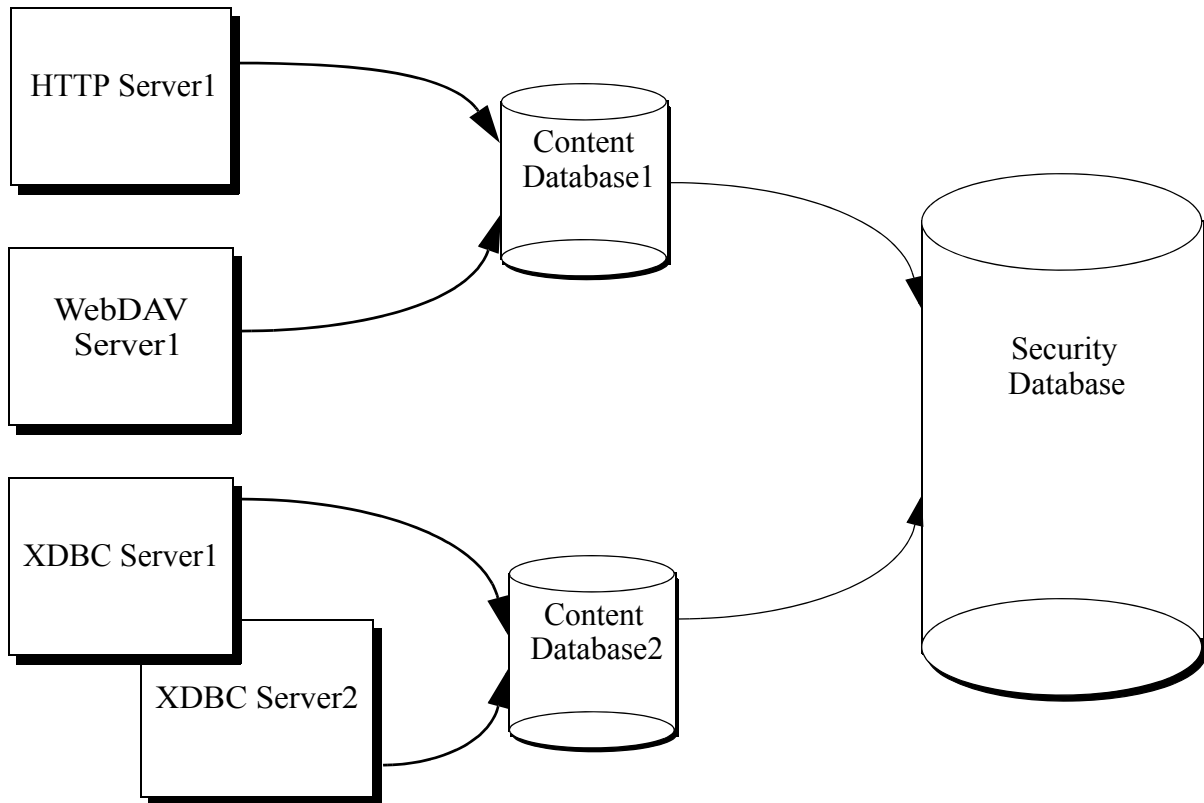 HTTP Server1
Content
Database1
WebDAV
Server1
Security
Database
XDBC Server1
Content
Database2
XDBC Server2